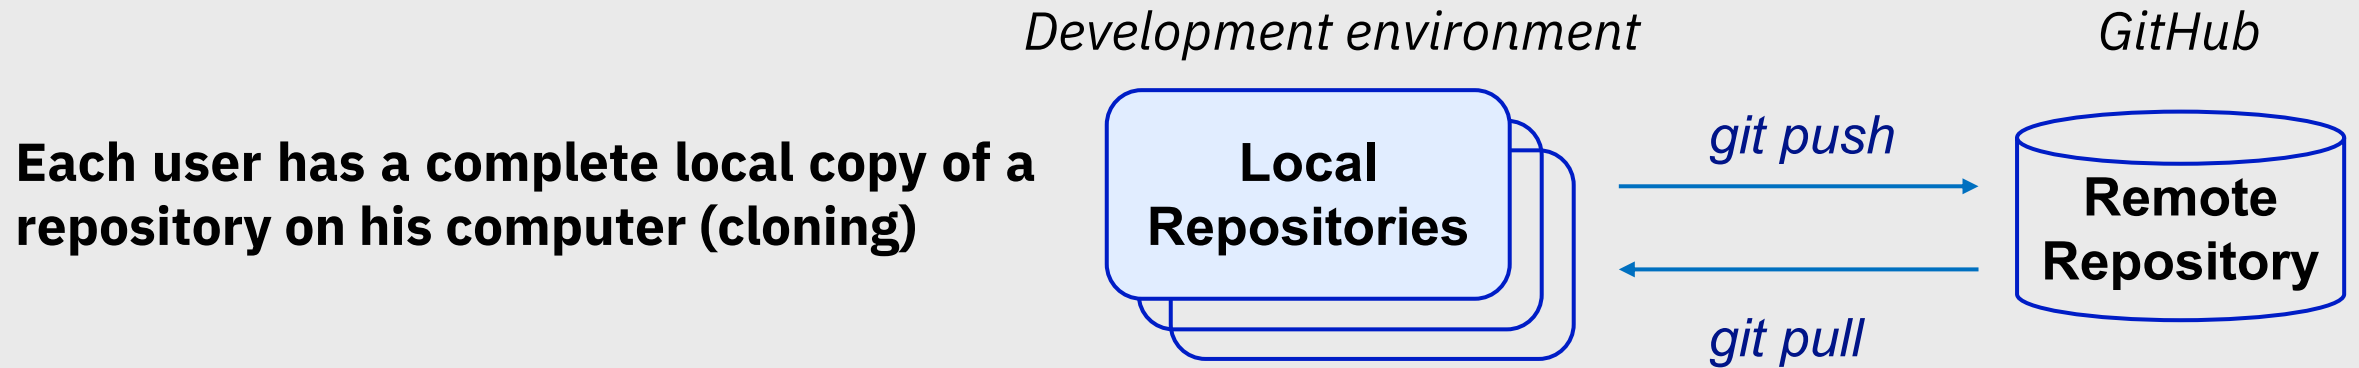 Development environment
GitHub
Each user has a complete local copy of a
repository on his computer (cloning)
Local
Repositories
git push
git pull
Remote
Repository